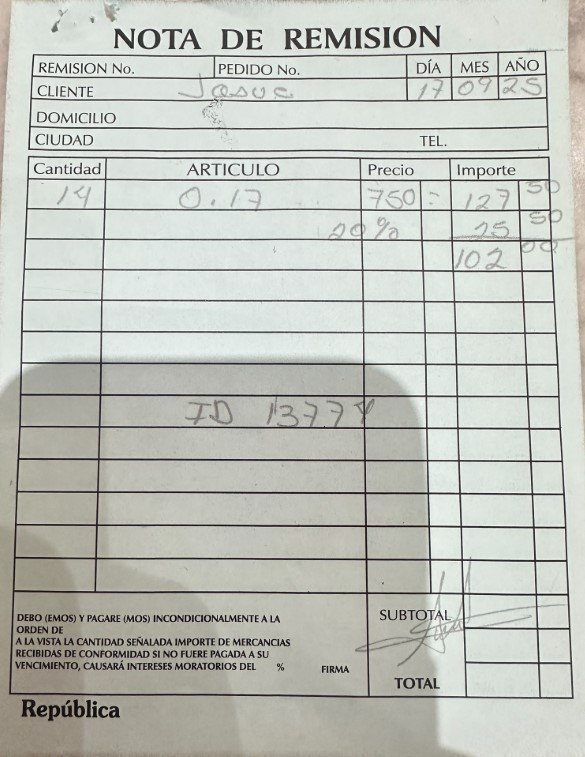 NOTA DE REMISION
REMISION No. PEDIDO No. DÍA MES AÑO
CLIENTE Josue 17 09 25
DOMICILIO
CIUDAD TEL.
Cantidad ARTICULO Precio Importe
14 0.17 750 = 127 50
20% 25 50
102 00
ID 13774
DEBO (EMOS) Y PAGARE (MOS) INCONDICIONALMENTE A LA
ORDEN DE
A LA VISTA LA CANTIDAD SEÑALADA IMPORTE DE MERCANCIAS
RECIBIDAS DE CONFORMIDAD SI NO FUERE PAGADA A SU
VENCIMIENTO, CAUSARÁ INTERESES MORATORIOS DEL % FIRMA
SUBTOTAL
TOTAL
República